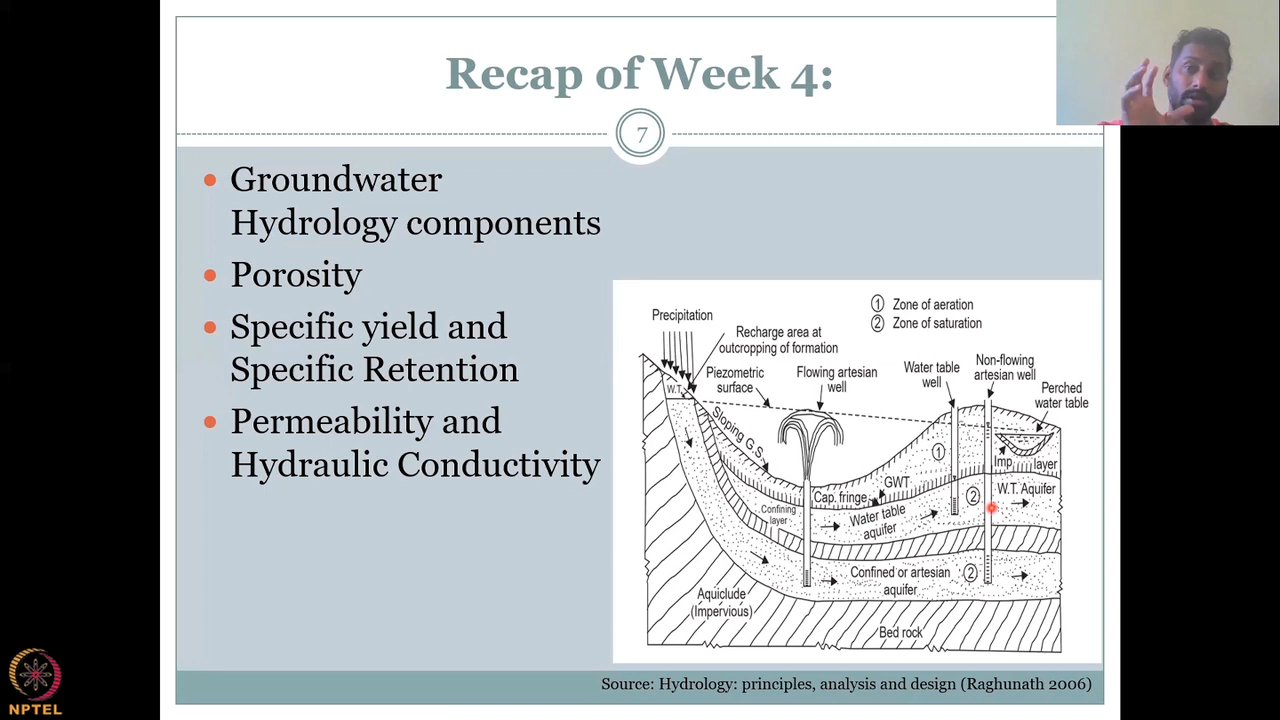 Recap of Week 4:
7
Groundwater
Hydrology components
Porosity
Specific yield and
Specific Retention
Permeability and
Hydraulic Conductivity
Precipitation
Recharge area at
outcropping of formation
1 Zone of aeration
2 Zone of saturation
Piezometric
surface
Flowing artesian
well
Water table
well
Non-flowing
artesian well
Perched
water table
W.T.
Sloping G.S.
1
Imp. layer
Cap. fringe
GWT
Confining
layer
Water table
aquifer
2
W.T. Aquifer
Confined or artesian
aquifer
2
Aquiclude
(Impervious)
Bed rock
Source: Hydrology: principles, analysis and design (Raghunath 2006)
NPTEL